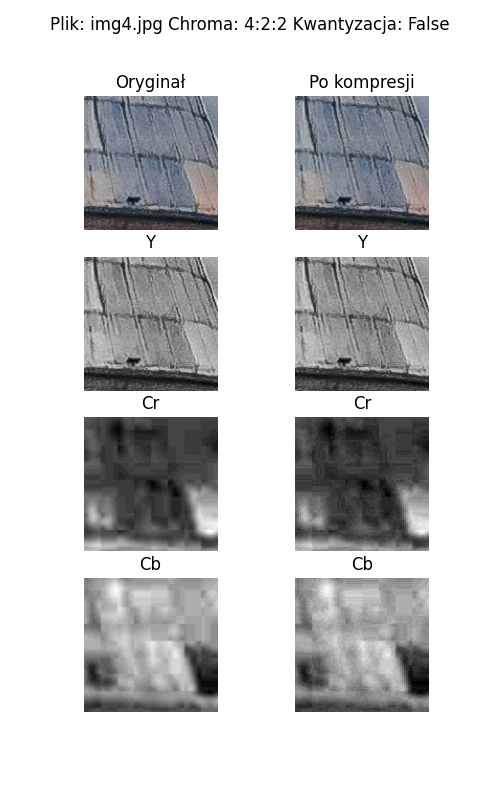 Plik: img4.jpg Chroma: 4:2:2 Kwantyzacja: False
Oryginał Po kompresji
Y Y
Cr Cr
Cb Cb